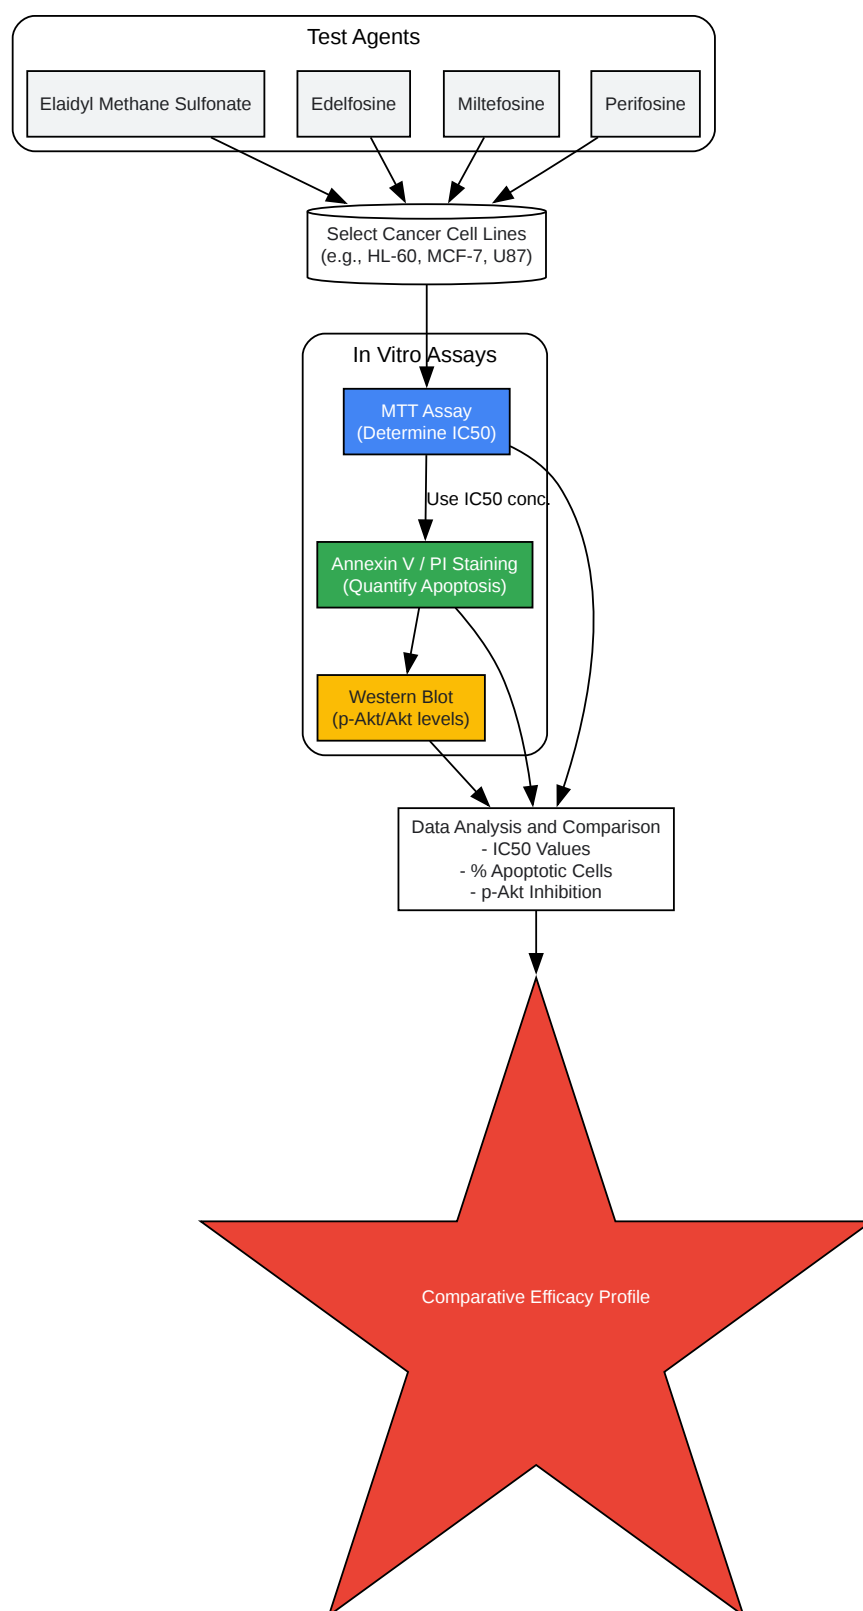 Test Agents
Elaidyl Methane Sulfonate
Edelfosine
Miltefosine
Perifosine
Select Cancer Cell Lines
(e.g., HL-60, MCF-7, U87)
In Vitro Assays
MTT Assay
(Determine IC50)
Use IC50 conc.
Annexin V / PI Staining
(Quantify Apoptosis)
Western Blot
(p-Akt/Akt levels)
Data Analysis and Comparison
- IC50 Values
- % Apoptotic Cells
- p-Akt Inhibition
Comparative Efficacy Profile